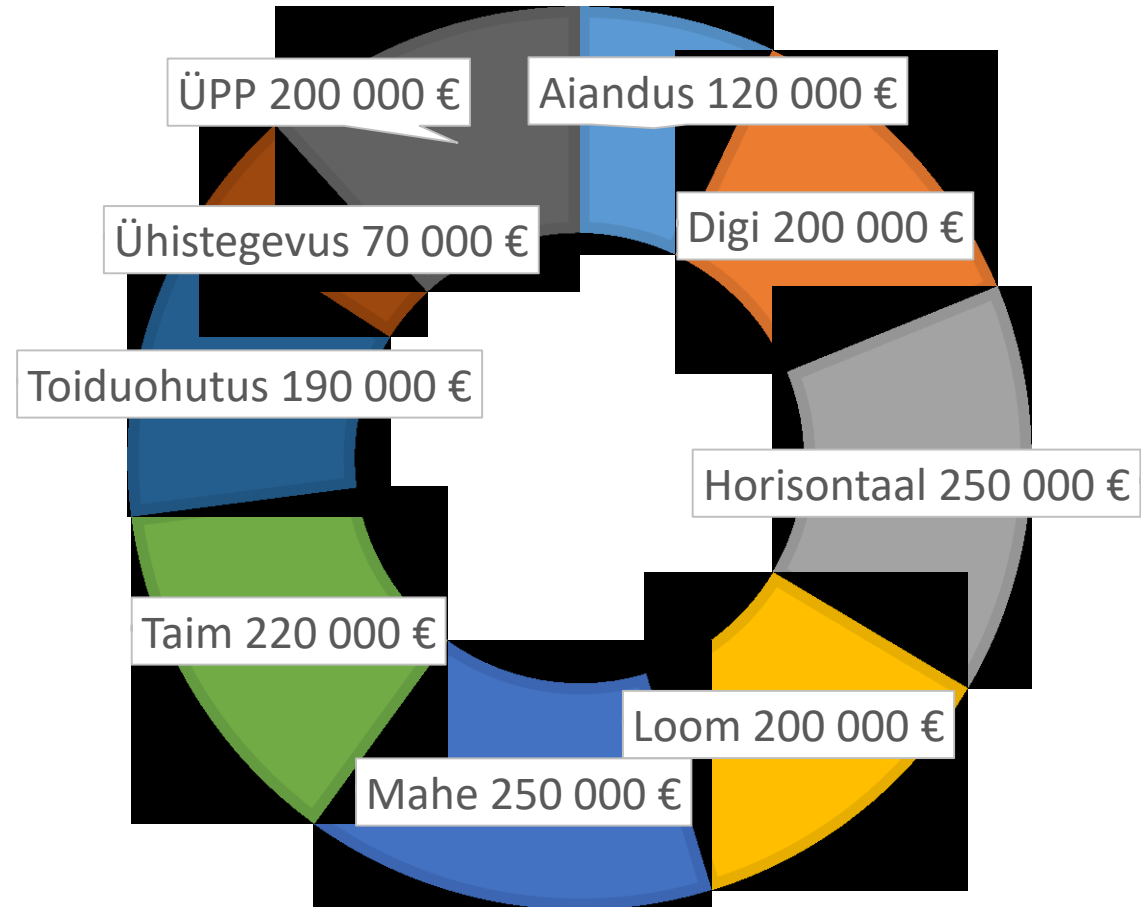 ÜPP 200 000 €
Aiandus 120 000 €
Digi 200 000 €
Ühistegevus 70 000 €
Toiduohutus 190 000 €
Horisontaal 250 000 €
Taim 220 000 €
Loom 200 000 €
Mahe 250 000 €